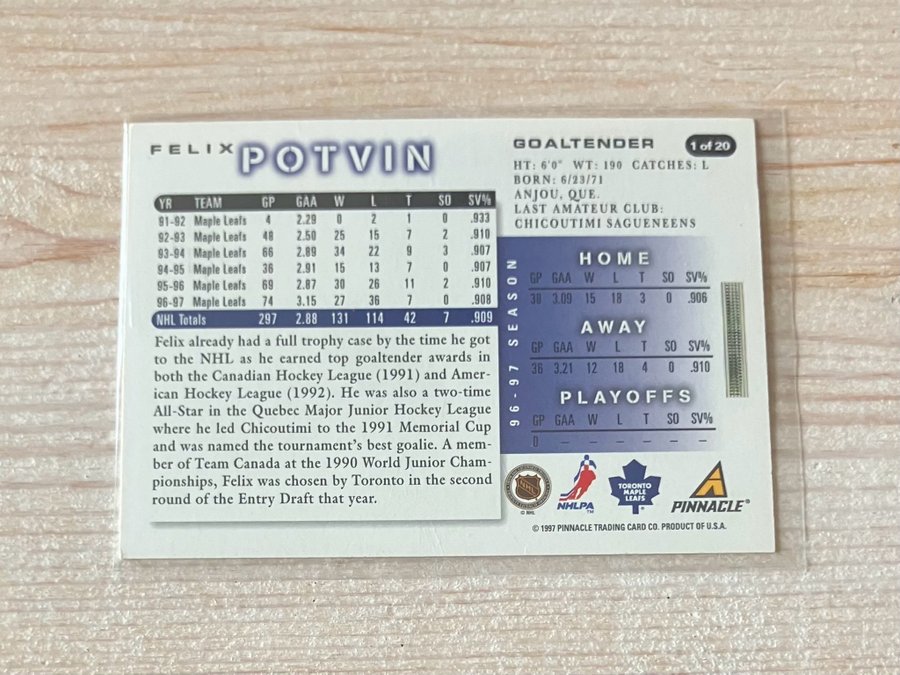 FELIX POTVIN
YR TEAM GP GAA W L T SO SV%
91-92 Maple Leafs 4 2.29 0 2 1 0 .933
92-93 Maple Leafs 48 2.50 25 15 7 2 .910
93-94 Maple Leafs 66 2.89 34 22 9 3 .907
94-95 Maple Leafs 36 2.91 15 13 7 0 .907
95-96 Maple Leafs 69 2.87 30 26 11 2 .910
96-97 Maple Leafs 74 3.15 27 36 7 0 .908
NHL Totals 297 2.88 131 114 42 7 .909
Felix already had a full trophy case by the time he got
to the NHL as he earned top goaltender awards in
both the Canadian Hockey League (1991) and Amer-
ican Hockey League (1992). He was also a two-time
All-Star in the Quebec Major Junior Hockey League
where he led Chicoutimi to the 1991 Memorial Cup
and was named the tournament's best goalie. A mem-
ber of Team Canada at the 1990 World Junior Cham-
pionships, Felix was chosen by Toronto in the second
round of the Entry Draft that year.
GOALTENDER 1 of 20
HT: 6'0" WT: 190 CATCHES: L
BORN: 6/23/71
ANJOU, QUE.
LAST AMATEUR CLUB:
CHICOUTIMI SAGUENEENS
96-97 SEASON
HOME
GP GAA W L T SO SV%
38 3.09 15 18 3 0 .906
AWAY
GP GAA W L T SO SV%
36 3.21 12 18 4 0 .910
PLAYOFFS
GP GAA W L T SO SV%
0 – – – – – –
NHL
© NHL
NHLPA
TM
TORONTO
MAPLE
LEAFS
PINNACLE®
© 1997 PINNACLE TRADING CARD CO. PRODUCT OF U.S.A.